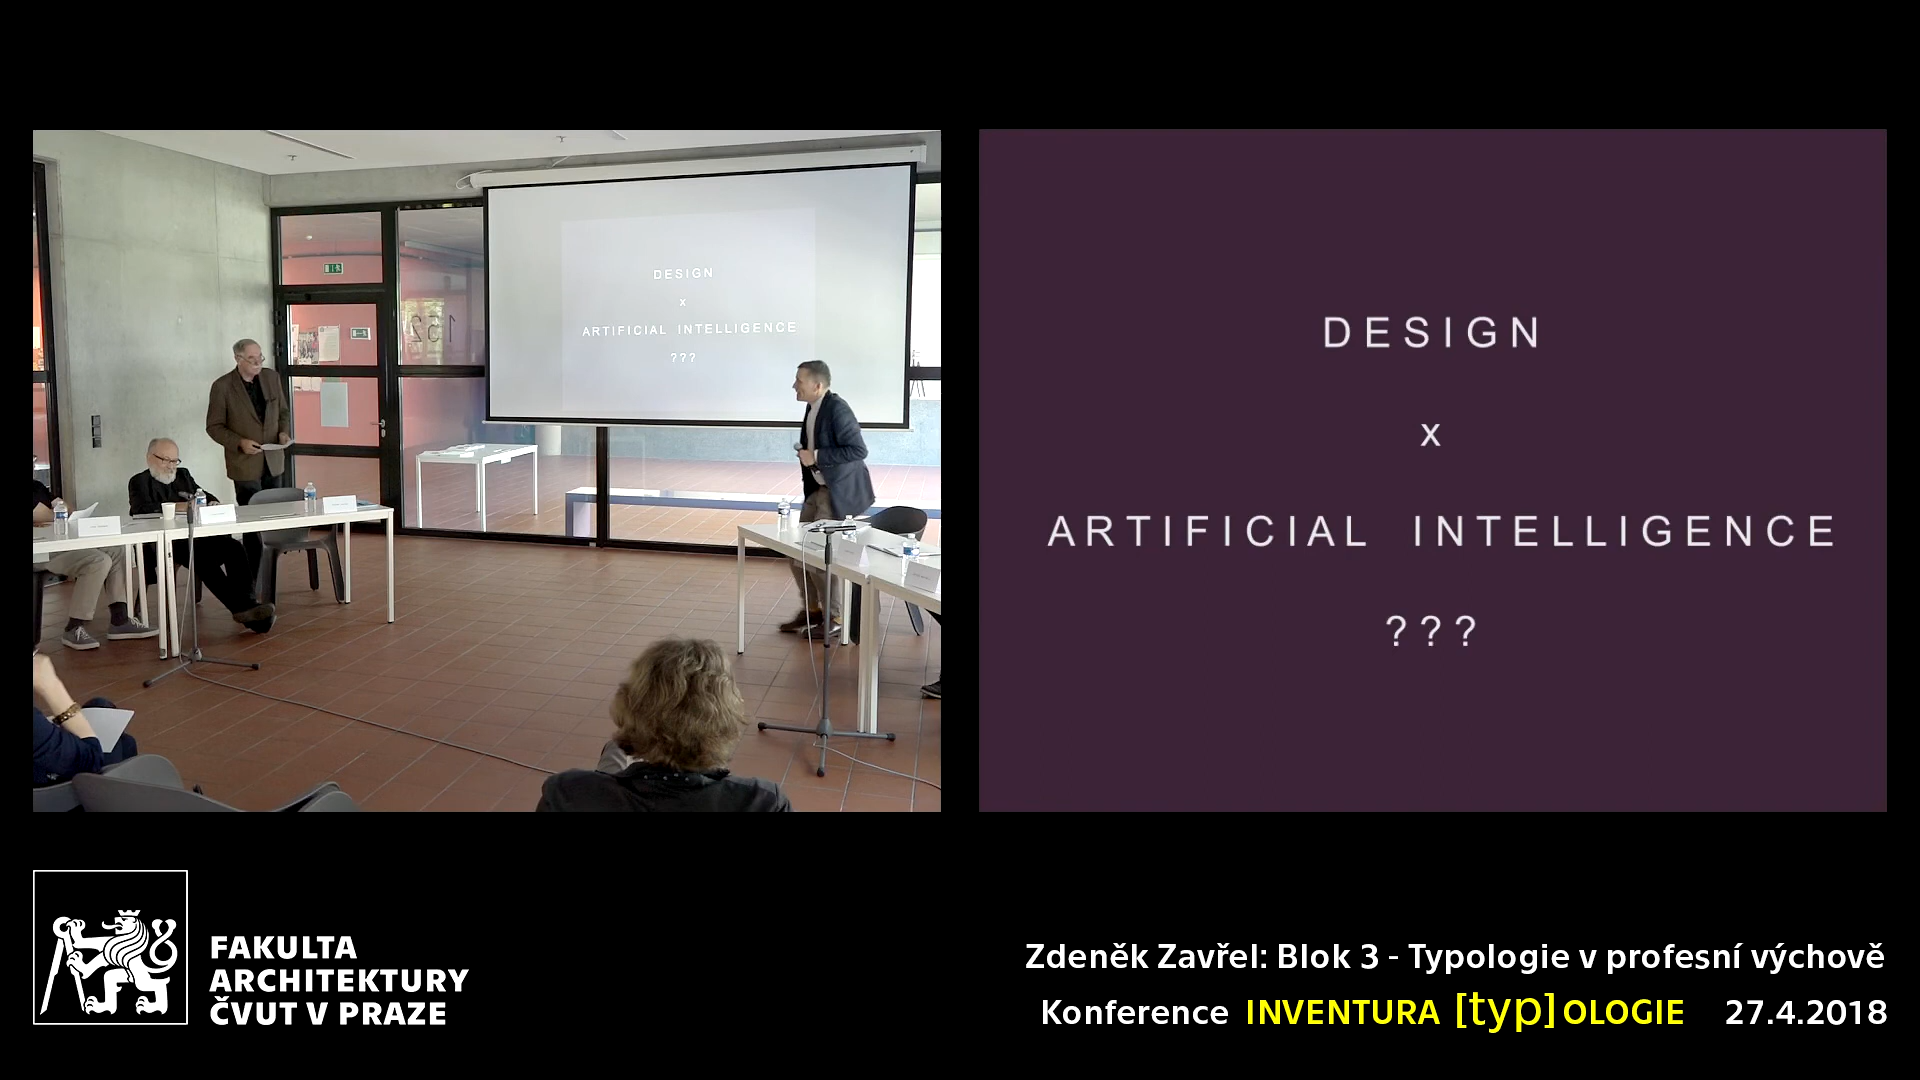 DESIGN
x
ARTIFICIAL INTELLIGENCE
???
152
DESIGN
x
ARTIFICIAL INTELLIGENCE
???
FAKULTA
ARCHITEKTURY
ČVUT V PRAZE
Zdeněk Zavřel: Blok 3 - Typologie v profesní výchově
Konference INVENTURA [typ]OLOGIE 27.4.2018